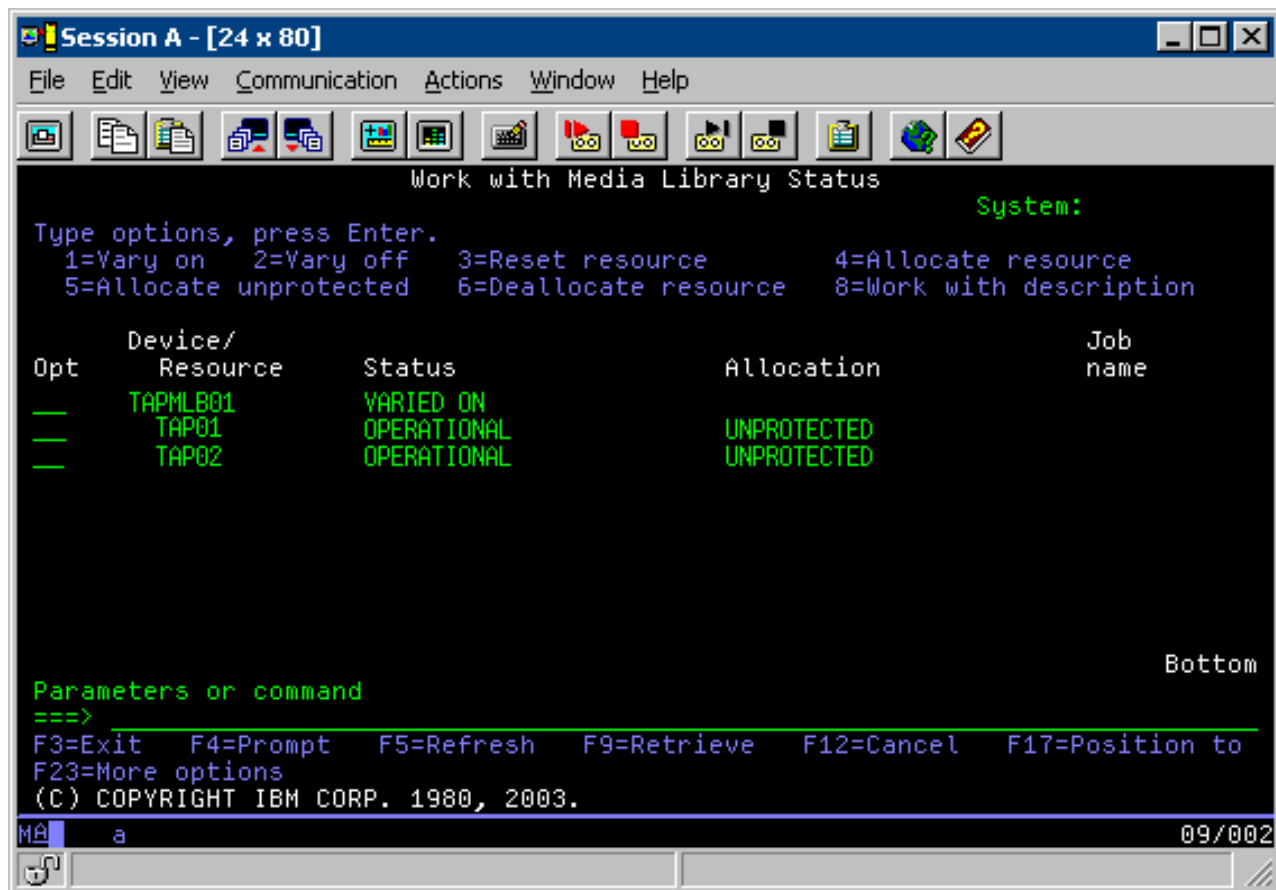 Session A - [24 x 80]
File Edit View Communication Actions Window Help
Work with Media Library Status
System:
Type options, press Enter.
1=Vary on 2=Vary off 3=Reset resource 4=Allocate resource
5=Allocate unprotected 6=Deallocate resource 8=Work with description
Device/ Job
Opt Resource Status Allocation name
TAPMLB01 VARIED ON
TAP01 OPERATIONAL UNPROTECTED
TAP02 OPERATIONAL UNPROTECTED
Bottom
Parameters or command
===>
F3=Exit F4=Prompt F5=Refresh F9=Retrieve F12=Cancel F17=Position to
F23=More options
(C) COPYRIGHT IBM CORP. 1980, 2003.
MA a 09/002